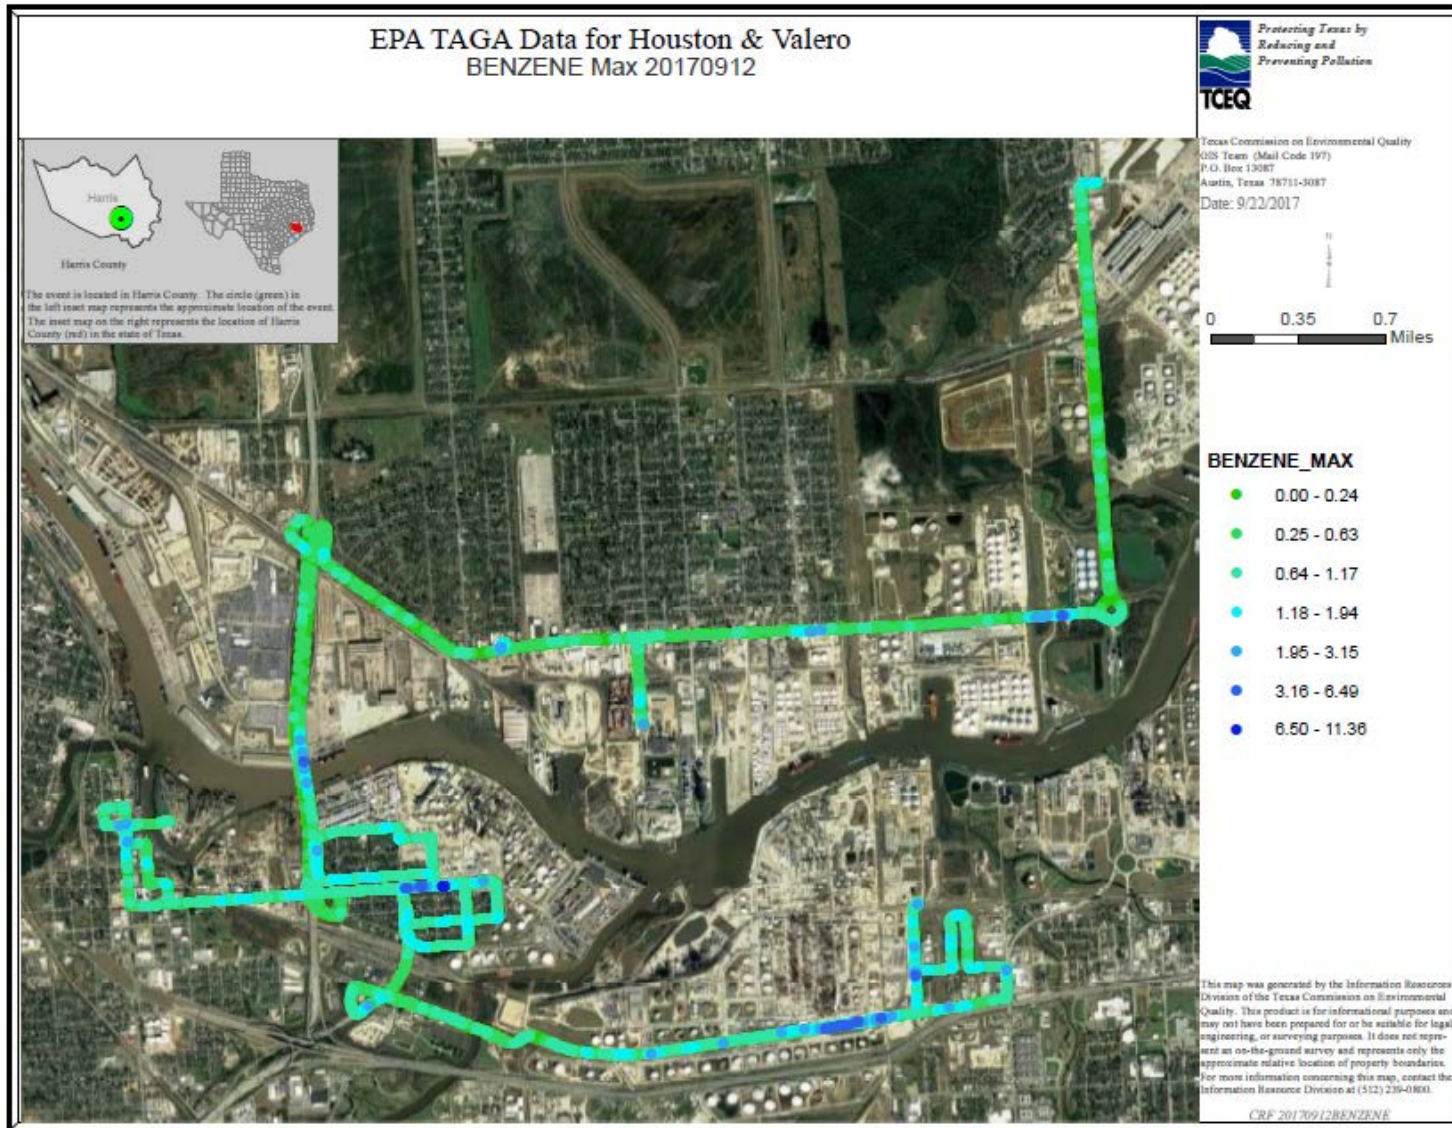 EPA TAGA Data for Houston & Valero
BENZENE Max 20170912
Protecting Texas by
Reducing and
Preventing Pollution
TCEQ
Texas Commission on Environmental Quality
GIS Team (Mail Code 197)
P.O. Box 13087
Austin, Texas 78711-3087
Date: 9/22/2017
N
0 0.35 0.7
Miles
Harris
Harris County
The event is located in Harris County. The circle (green) in
the left inset map represents the approximate location of the event.
The inset map on the right represents the location of Harris
County (red) in the state of Texas.
BENZENE_MAX
0.00 - 0.24
0.25 - 0.63
0.64 - 1.17
1.18 - 1.94
1.95 - 3.15
3.16 - 6.49
6.50 - 11.36
This map was generated by the Information Resources
Division of the Texas Commission on Environmental
Quality. This product is for informational purposes and
may not have been prepared for or be suitable for legal,
engineering, or surveying purposes. It does not repre-
sent an on-the-ground survey and represents only the
approximate relative location of property boundaries.
For more information concerning this map, contact the
Information Resource Division at (512) 239-0800.
CRF 20170912BENZENE